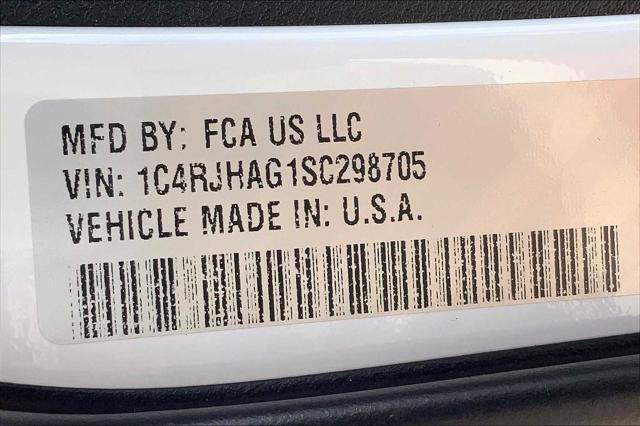 MFD BY: FCA US LLC
VIN: 1C4RJHAG1SC298705
VEHICLE MADE IN: U.S.A.